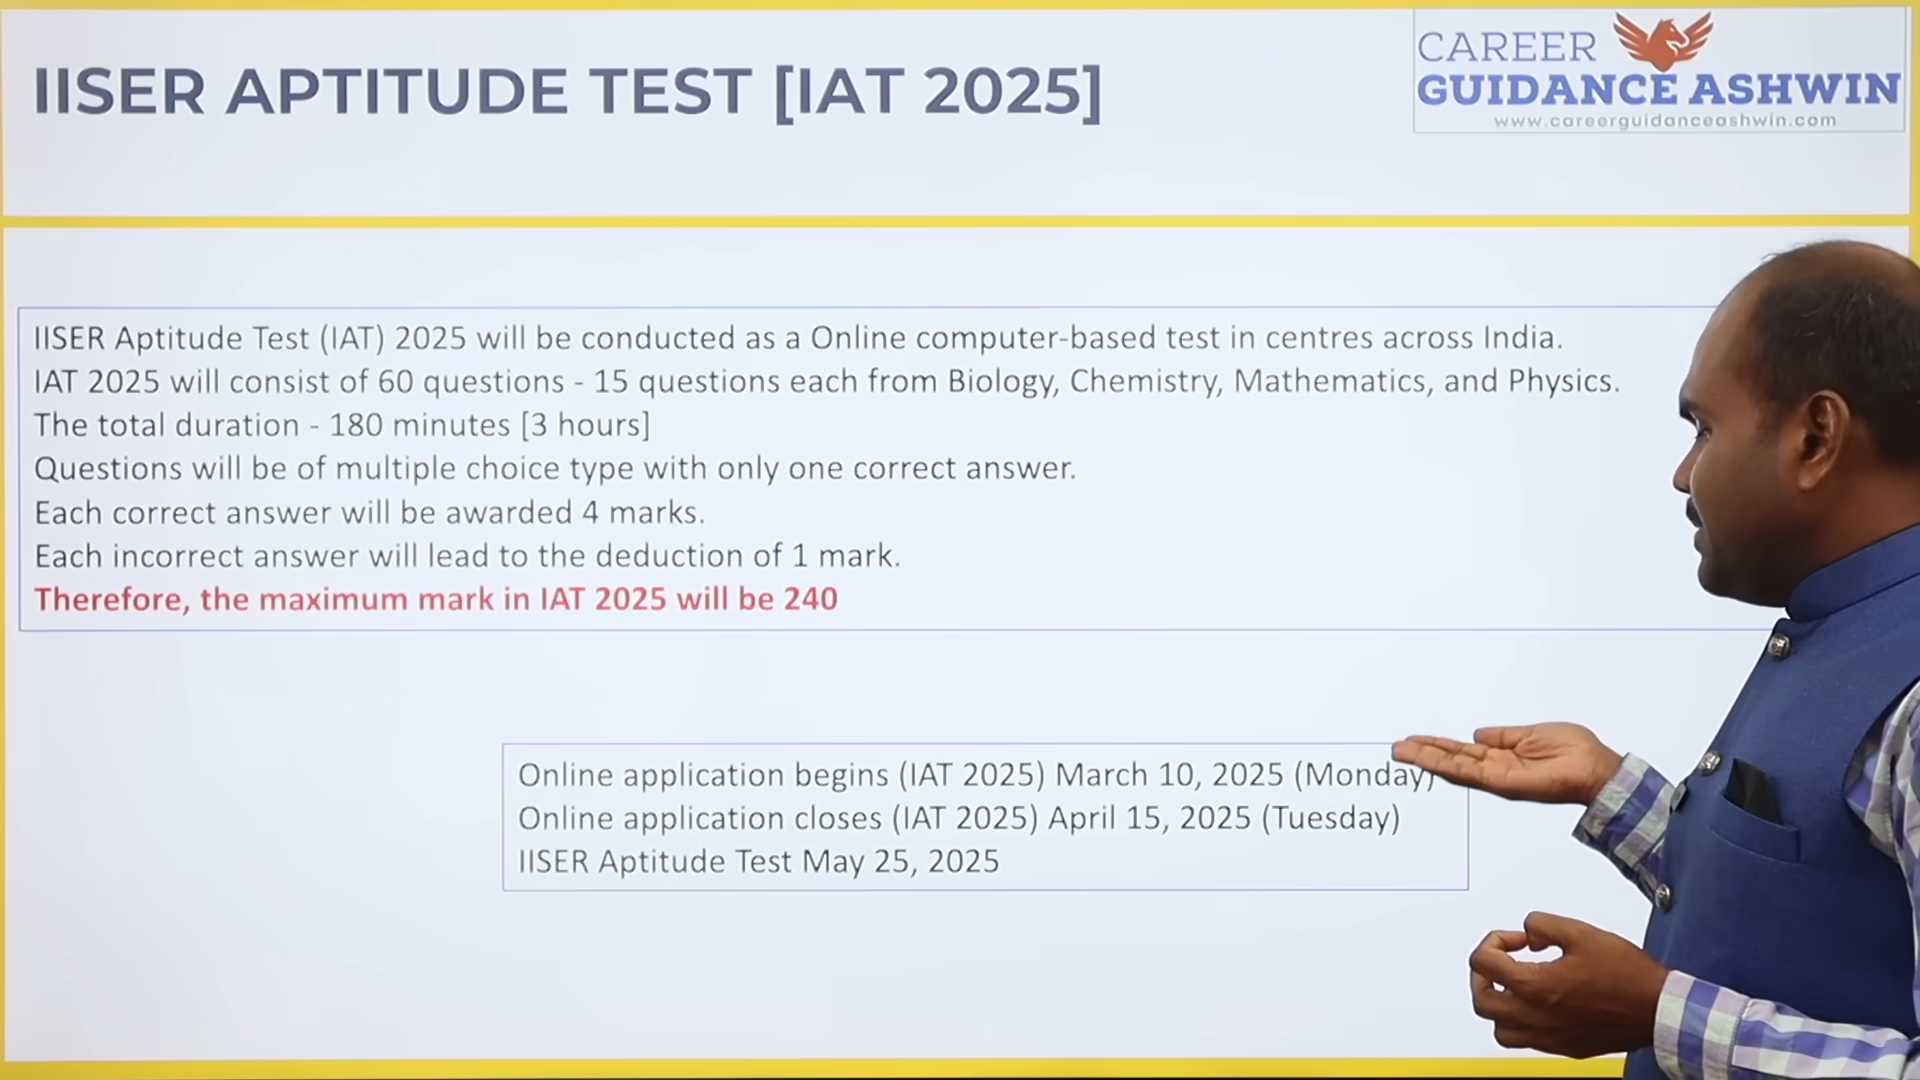 IISER APTITUDE TEST [IAT 2025]
CAREER
GUIDANCE ASHWIN
www.careerguidanceashwin.com
IISER Aptitude Test (IAT) 2025 will be conducted as a Online computer-based test in centres across India.
IAT 2025 will consist of 60 questions - 15 questions each from Biology, Chemistry, Mathematics, and Physics.
The total duration - 180 minutes [3 hours]
Questions will be of multiple choice type with only one correct answer.
Each correct answer will be awarded 4 marks.
Each incorrect answer will lead to the deduction of 1 mark.
Therefore, the maximum mark in IAT 2025 will be 240
Online application begins (IAT 2025) March 10, 2025 (Monday)
Online application closes (IAT 2025) April 15, 2025 (Tuesday)
IISER Aptitude Test May 25, 2025